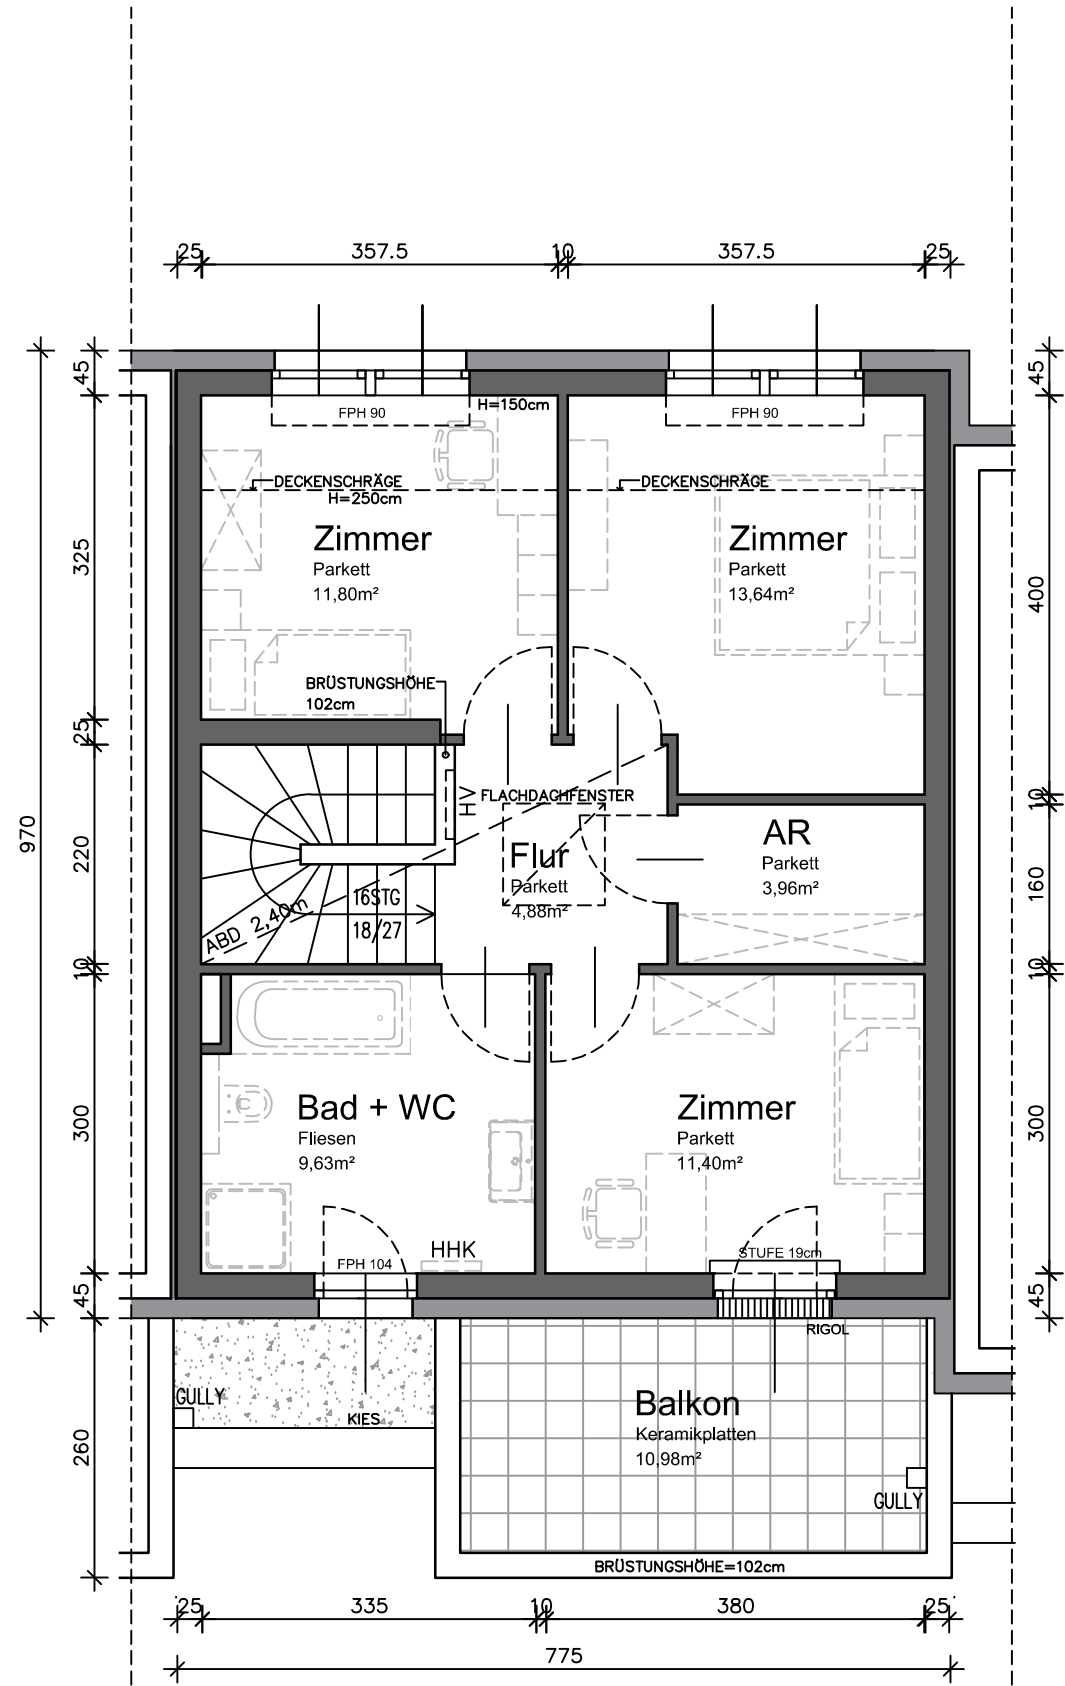 25 357.5 10 357.5 25
45
45
FPH 90
H=150cm
FPH 90
DECKENSCHRÄGE
H=250cm
DECKENSCHRÄGE
Zimmer
Parkett
11,80m²
Zimmer
Parkett
13,64m²
325
400
BRÜSTUNGSHÖHE
102cm
25
HV
FLACHDACHFENSTER
10
970
220
Flur
Parkett
4,88m²
AR
Parkett
3,96m²
160
16STG
18/27
ABD 2,40m
10
10
Bad + WC
Fliesen
9,63m²
Zimmer
Parkett
11,40m²
300
300
FPH 104
HHK
STUFE 19cm
45
45
RIGOL
GULLY
KIES
Balkon
Keramikplatten
10,98m²
260
GULLY
BRÜSTUNGSHÖHE=102cm
25 335 10 380 25
775